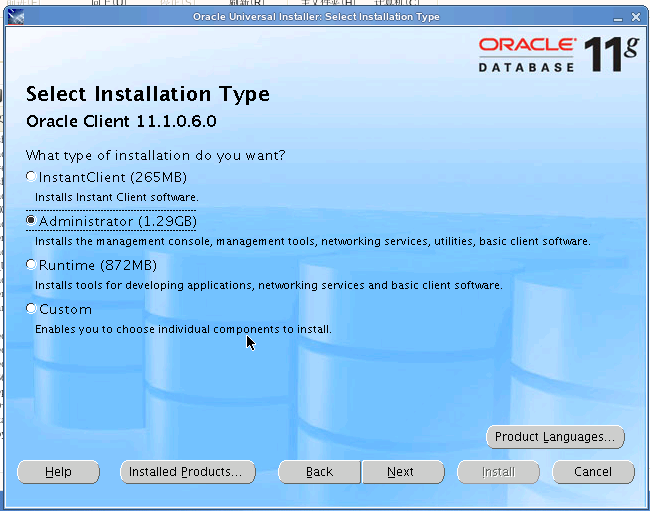 Oracle Universal Installer: Select Installation Type
ORACLE
DATABASE 11g
Select Installation Type
Oracle Client 11.1.0.6.0
What type of installation do you want?
InstantClient (265MB)
Installs Instant Client software.
Administrator (1.29GB)
Installs the management console, management tools, networking services, utilities, basic client software.
Runtime (872MB)
Installs tools for developing applications, networking services and basic client software.
Custom
Enables you to choose individual components to install.
Product Languages...
Help Installed Products... Back Next Install Cancel